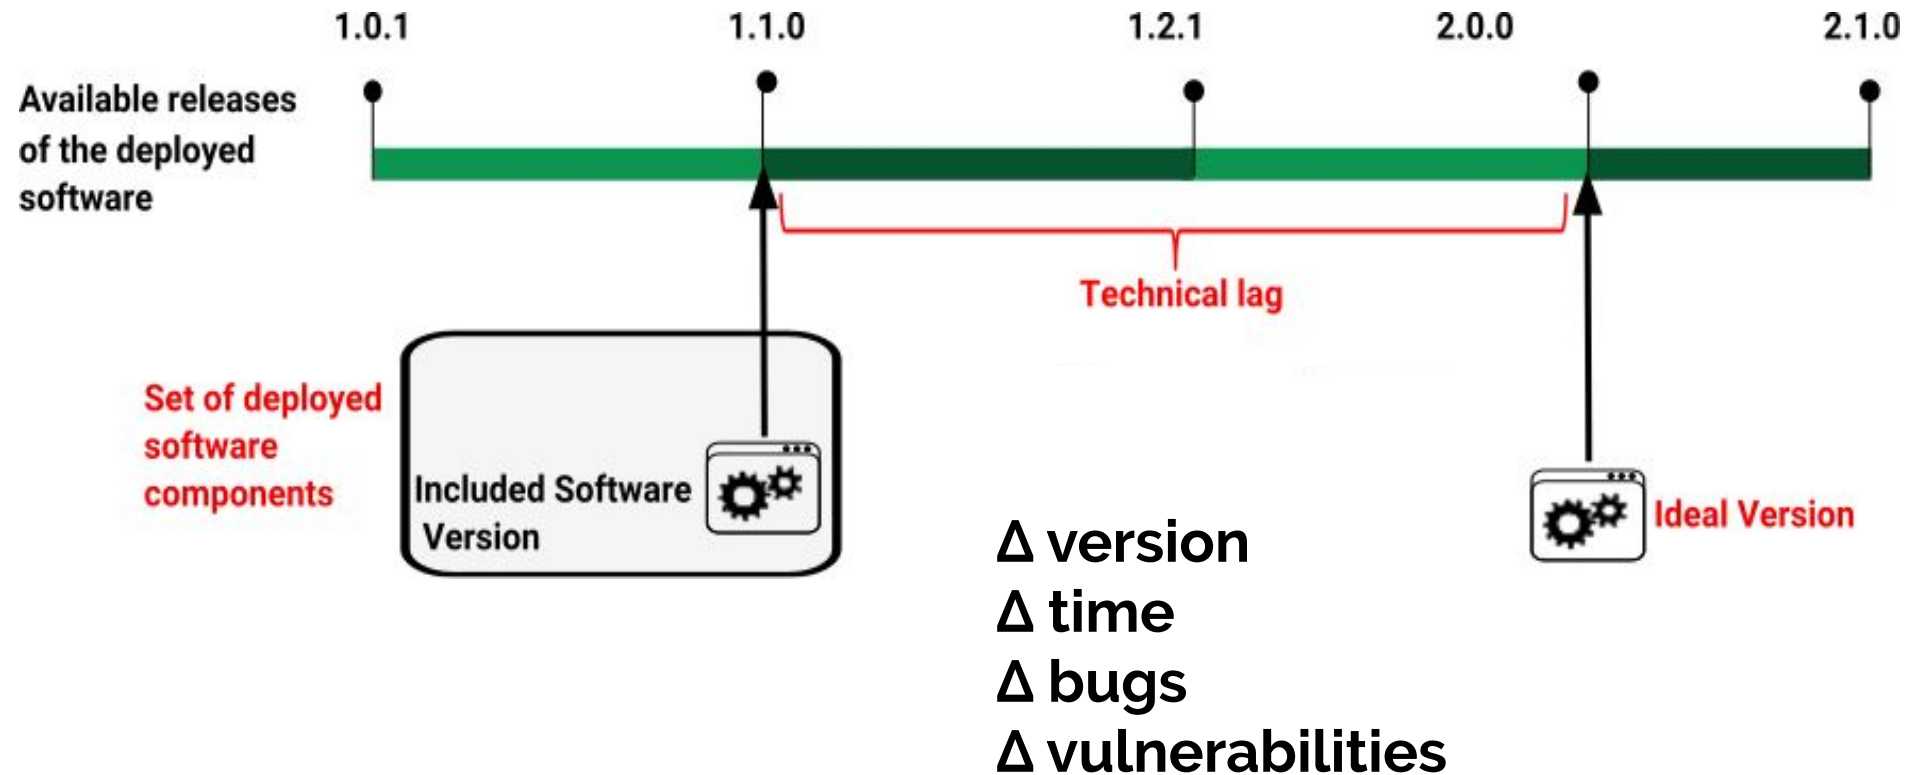 1.0.1
1.1.0
1.2.1
2.0.0
2.1.0
Available releases
of the deployed
software
Technical lag
Set of deployed
software
components
Included Software
Version
Ideal Version
Δ version
Δ time
Δ bugs
Δ vulnerabilities